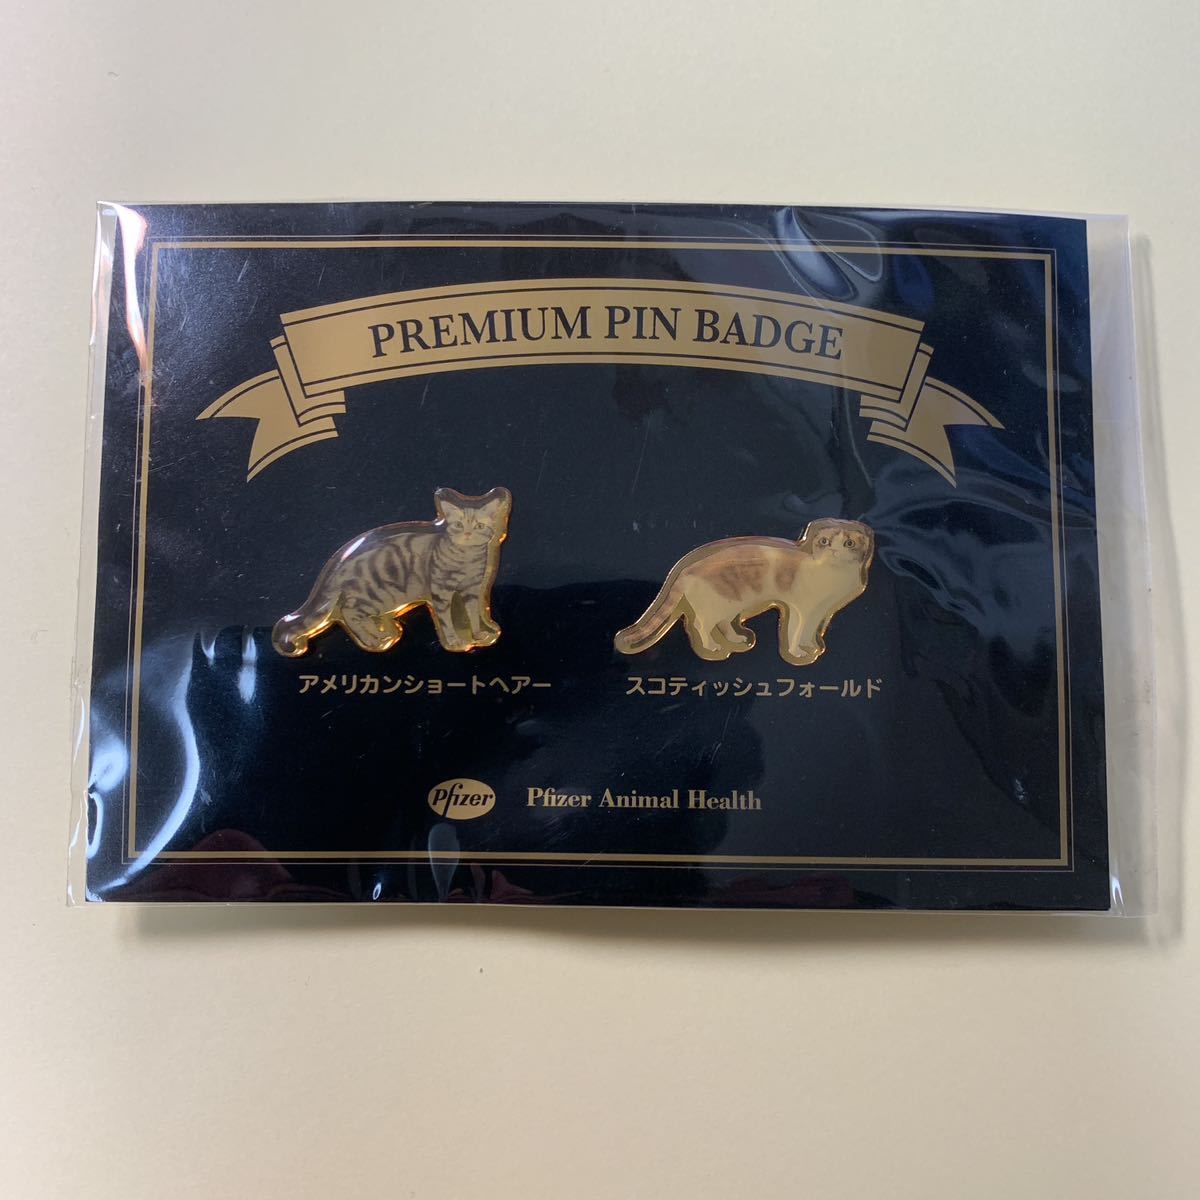 PREMIUM PIN BADGE
アメリカンショートヘアー
スコティッシュフォールド
Pfizer Pfizer Animal Health